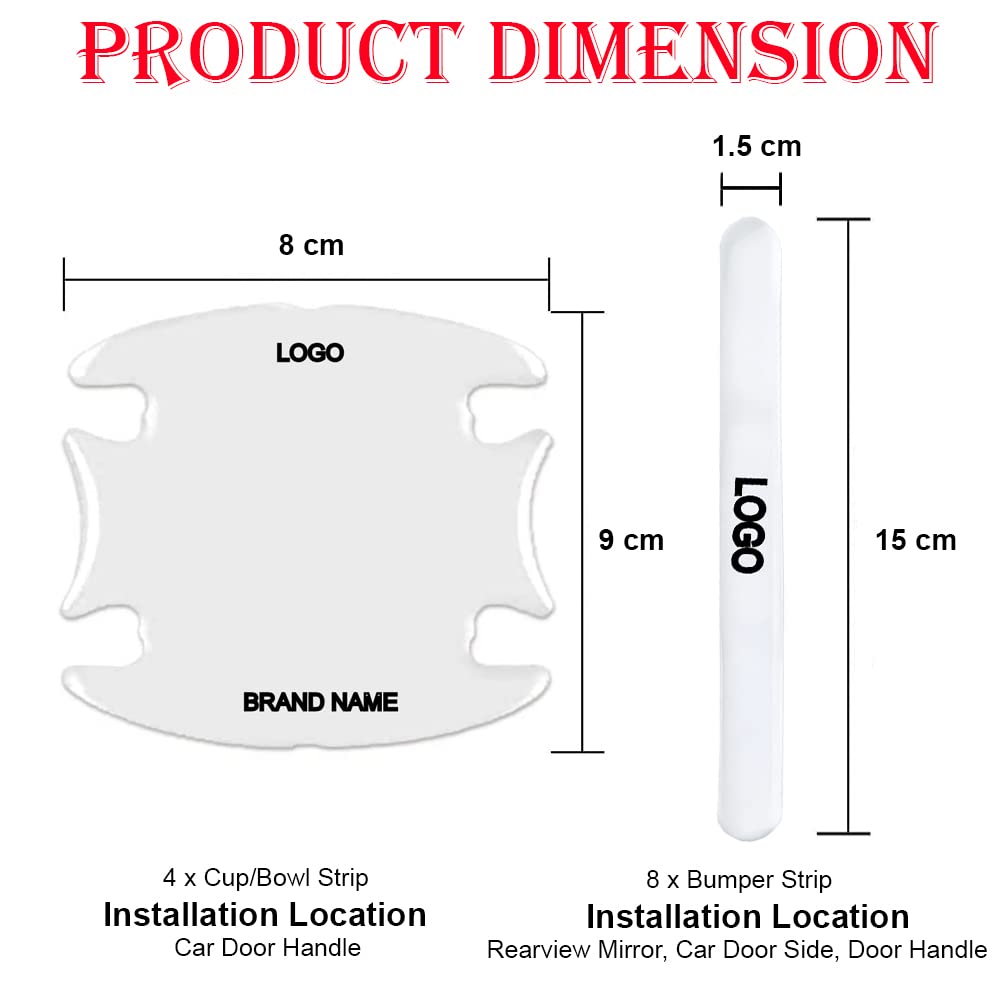 PRODUCT DIMENSION
1.5 cm
8 cm
LOGO
9 cm
LOGO
15 cm
BRAND NAME
4 x Cup/Bowl Strip
Installation Location
Car Door Handle
8 x Bumper Strip
Installation Location
Rearview Mirror, Car Door Side, Door Handle